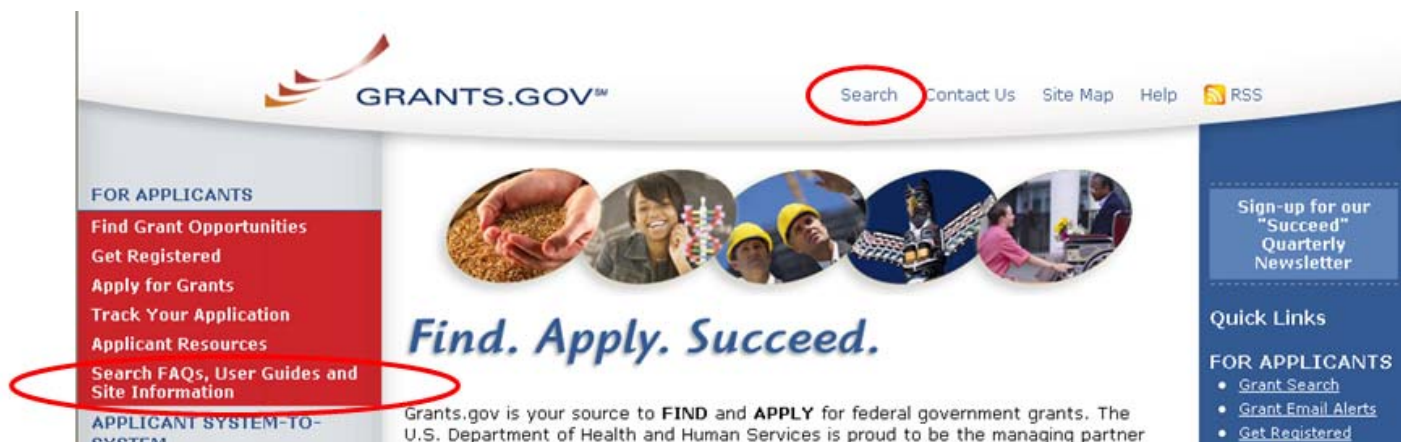 GRANTS.GOV℠
Search Contact Us Site Map Help RSS
FOR APPLICANTS
Find Grant Opportunities
Get Registered
Apply for Grants
Track Your Application
Applicant Resources
Search FAQs, User Guides and
Site Information
APPLICANT SYSTEM-TO-
SYSTEM
Find. Apply. Succeed.
Grants.gov is your source to FIND and APPLY for federal government grants. The
U.S. Department of Health and Human Services is proud to be the managing partner
Sign-up for our
"Succeed"
Quarterly
Newsletter
Quick Links
FOR APPLICANTS
• Grant Search
• Grant Email Alerts
• Get Registered